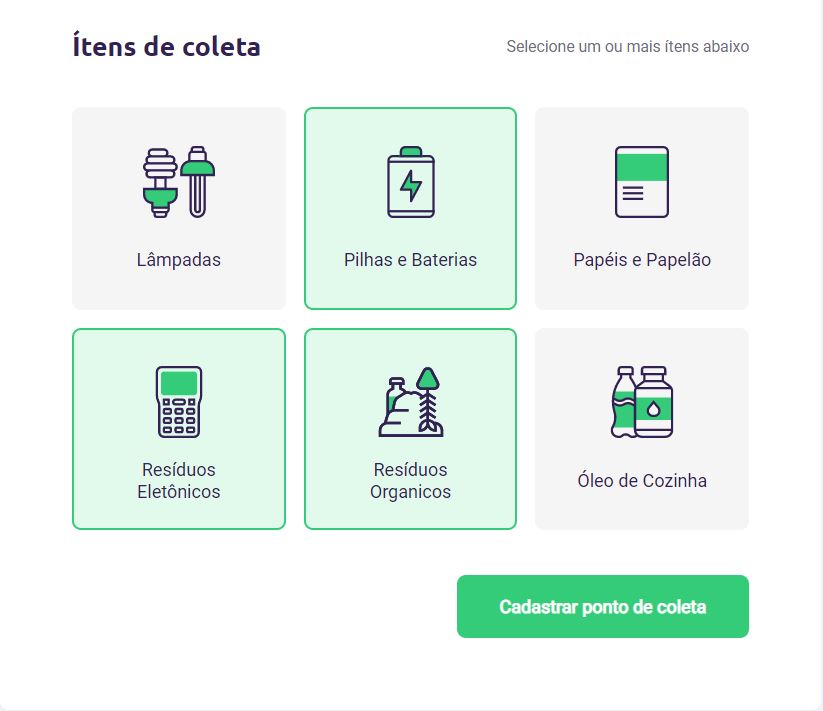 Ítens de coleta
Selecione um ou mais ítens abaixo
Lâmpadas
Pilhas e Baterias
Papéis e Papelão
Resíduos
Eletônicos
Resíduos
Organicos
Óleo de Cozinha
Cadastrar ponto de coleta